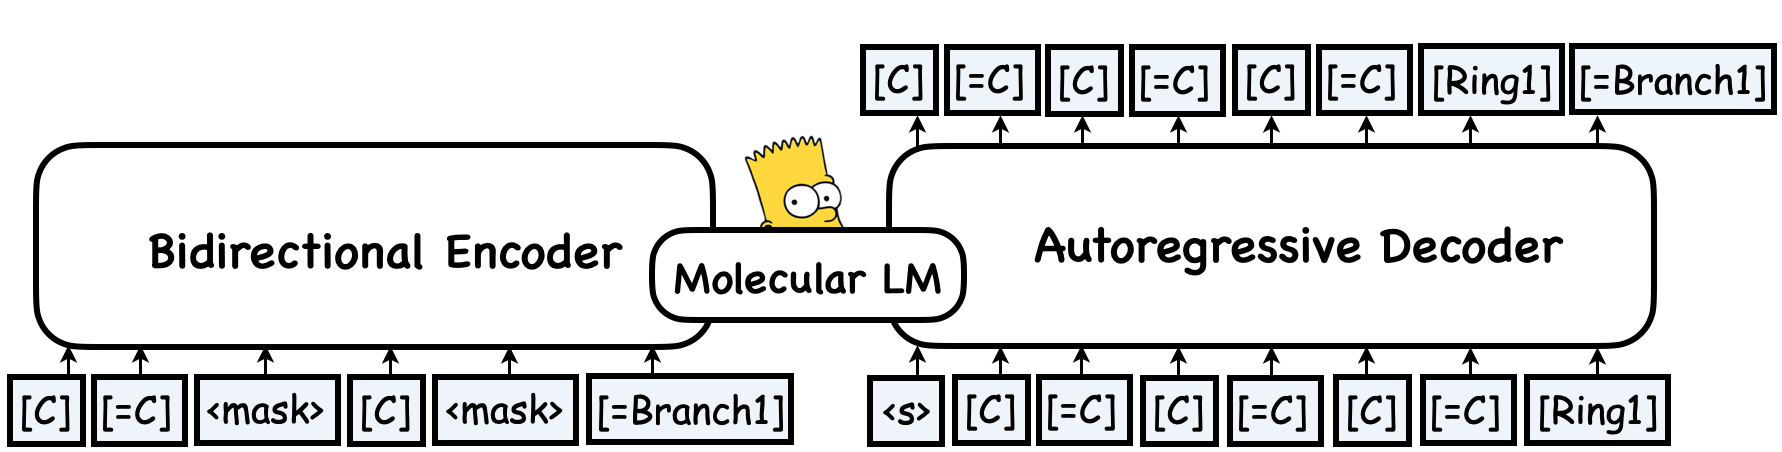 [C] [=C] [C] [=C] [C] [=C] [Ring1] [=Branch1]
Bidirectional Encoder
Molecular LM
Autoregressive Decoder
[C] [=C] <mask> [C] <mask> [=Branch1]
<s> [C] [=C] [C] [=C] [C] [=C] [Ring1]